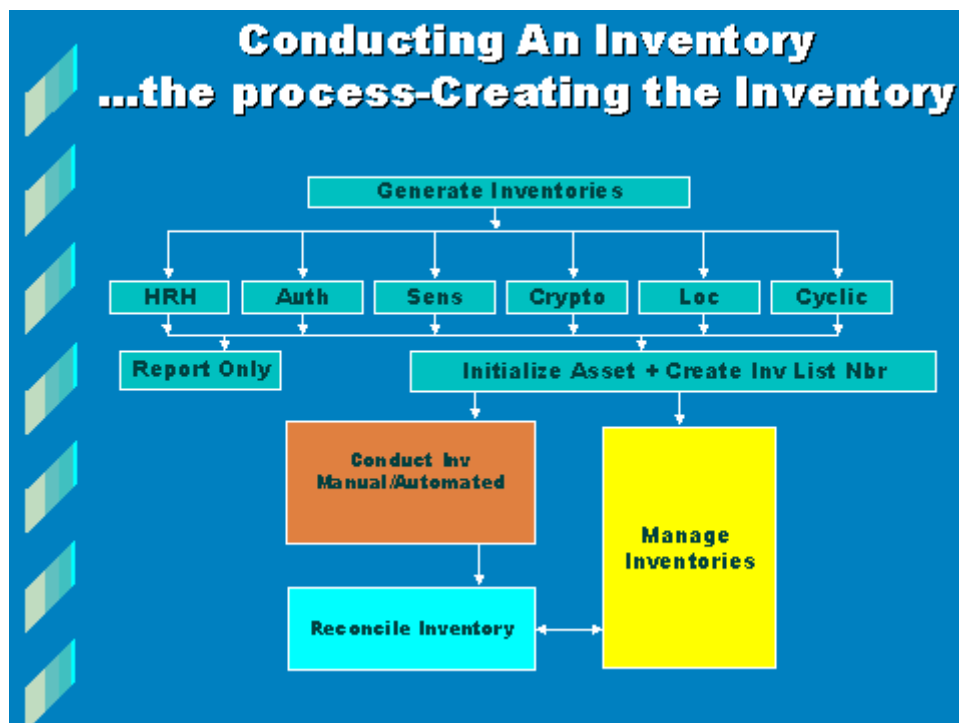 Conducting An Inventory
...the process-Creating the Inventory
Generate Inventories
HRH Auth Sens Crypto Loc Cyclic
Report Only
Initialize Asset + Create Inv List Nbr
Conduct Inv
Manual/Automated
Manage
Inventories
Reconcile Inventory